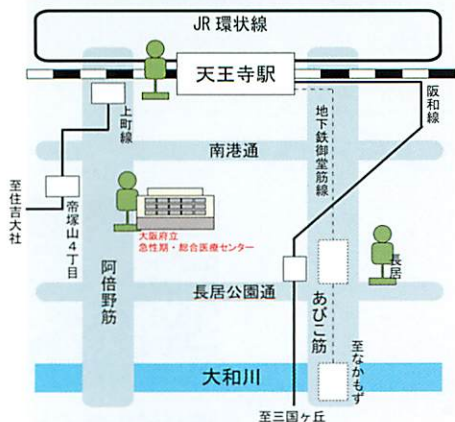 JR 環状線
天王寺駅
上町線
阪和線
地下鉄御堂筋線
南港通
至住吉大社
帝塚山4丁目
大阪府立
急性期・総合医療センター
阿倍野筋
長居
長居公園通
あびこ筋
至なかもず
大和川
至三国ヶ丘